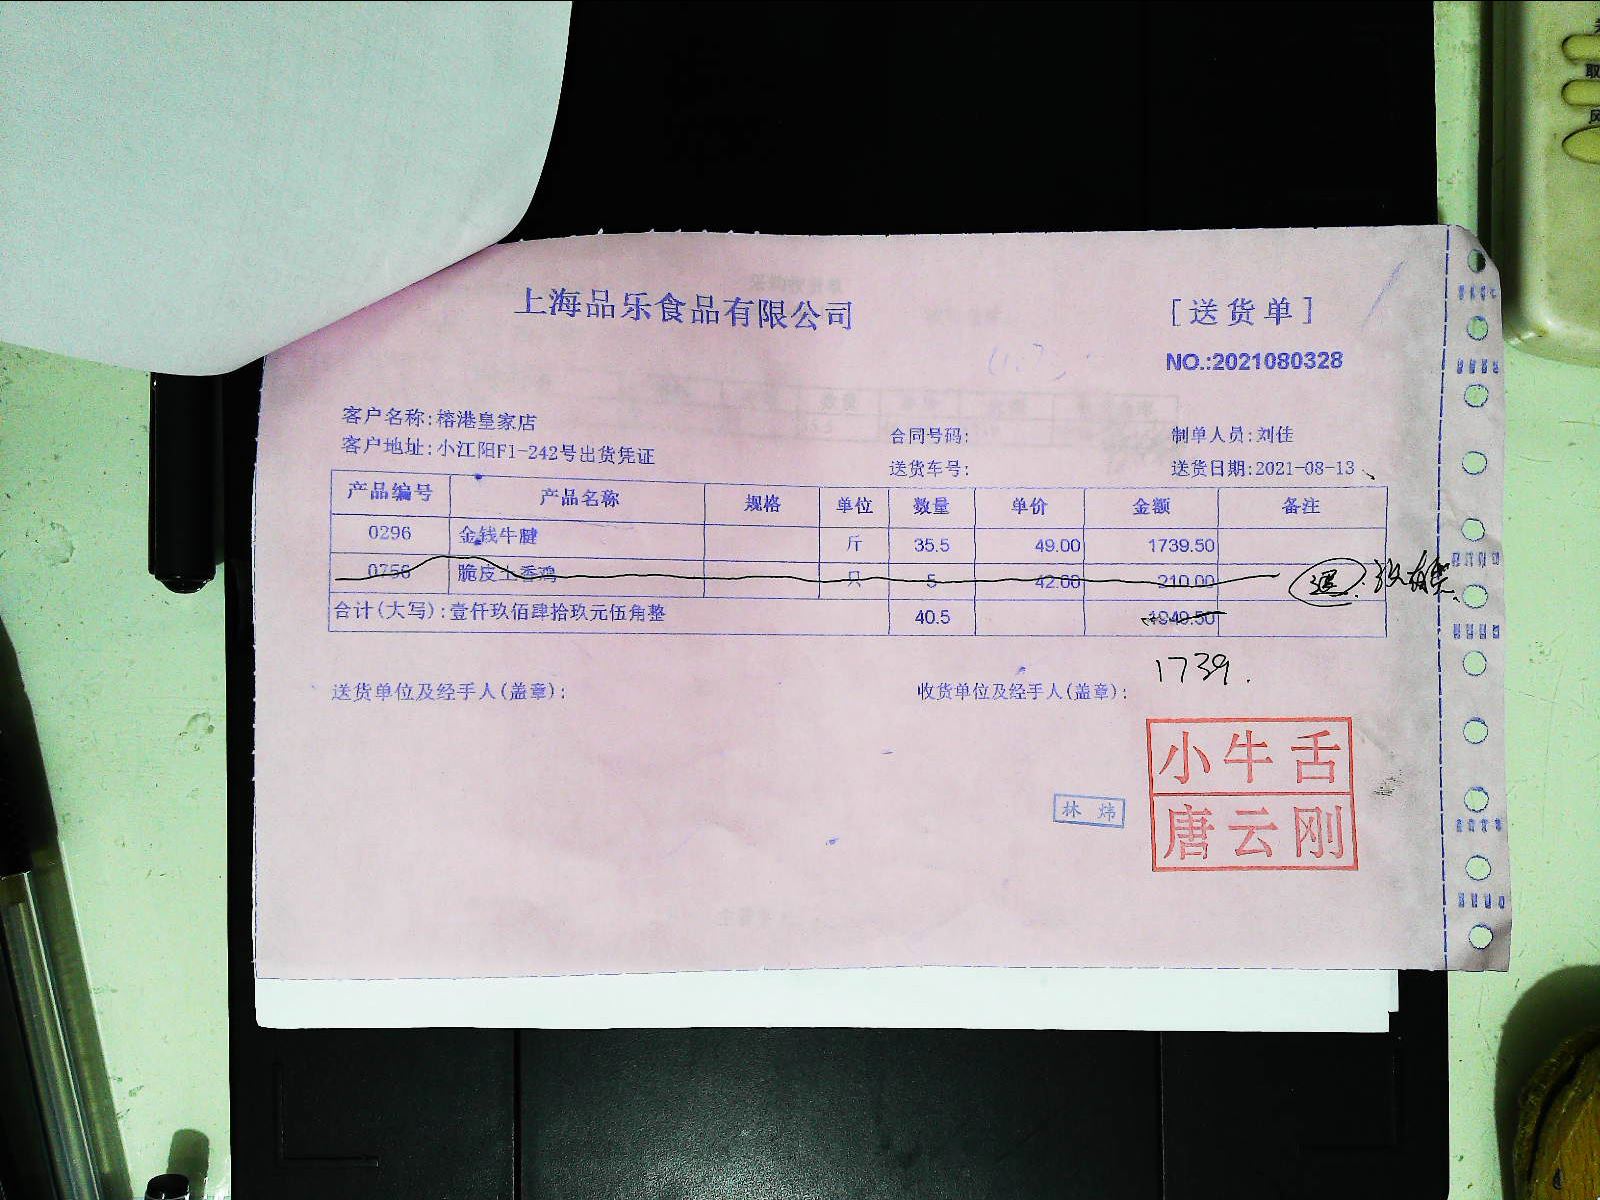 上海品乐食品有限公司
[送货单]
NO.:2021080328
客户名称:榕港皇家店
客户地址:小江阳F1-242号出货凭证
合同号码:
送货车号:
制单人员:刘佳
送货日期:2021-08-13
产品编号 产品名称 规格 单位 数量 单价 金额 备注
0296 金钱牛腱 斤 35.5 49.00 1739.50
0756 脆皮土香鸡 只 5 42.00 210.00
退
合计(大写):壹仟玖佰肆拾玖元伍角整 40.5 1949.50
1739.
送货单位及经手人(盖章):
收货单位及经手人(盖章):
小牛舌
唐云刚
林炜
取
风